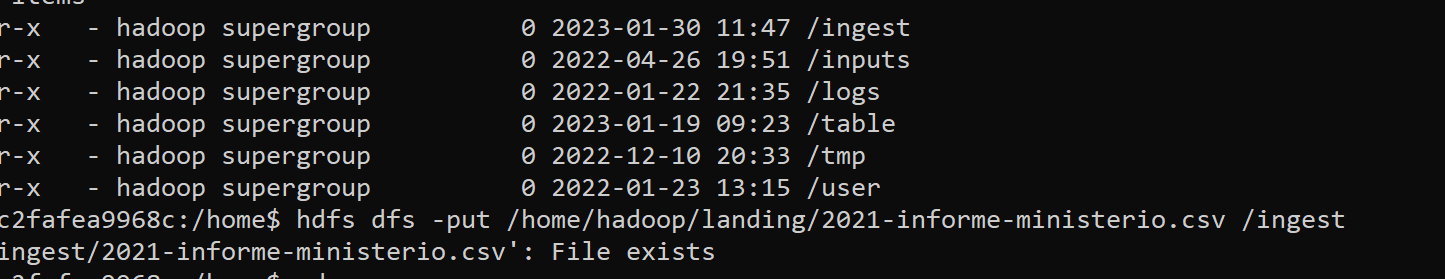 items
r-x   - hadoop supergroup          0 2023-01-30 11:47 /ingest
r-x   - hadoop supergroup          0 2022-04-26 19:51 /inputs
r-x   - hadoop supergroup          0 2022-01-22 21:35 /logs
r-x   - hadoop supergroup          0 2023-01-19 09:23 /table
r-x   - hadoop supergroup          0 2022-12-10 20:33 /tmp
r-x   - hadoop supergroup          0 2022-01-23 13:15 /user
c2fafea9968c:/home$ hdfs dfs -put /home/hadoop/landing/2021-informe-ministerio.csv /ingest
ingest/2021-informe-ministerio.csv': File exists